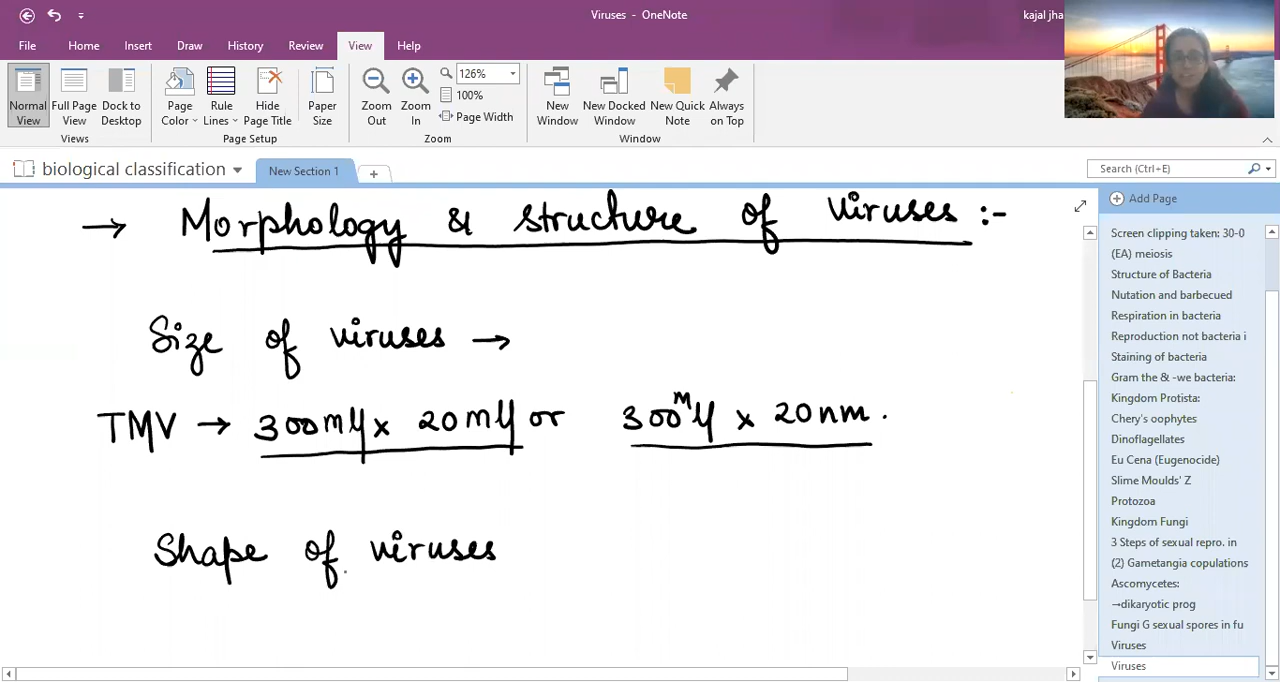 Viruses - OneNote
kajal jha
File Home Insert Draw History Review View Help
Normal View
Full Page View
Dock to Desktop
Page Color
Rule Lines
Hide Page Title
Paper Size
Zoom Out
Zoom In
126%
100%
Page Width
New Window
New Docked Window
New Quick Note
Always on Top
Views
Page Setup
Zoom
Window
biological classification
New Section 1
Search (Ctrl+E)
→ Morphology & structure of viruses :-
Size of viruses →
TMV → 300mμ x 20mμ or 300mμ x 20nm.
Shape of viruses
Add Page
Screen clipping taken: 30-0
(EA) meiosis
Structure of Bacteria
Nutation and barbecued
Respiration in bacteria
Reproduction not bacteria i
Staining of bacteria
Gram the & -we bacteria:
Kingdom Protista:
Chery's oophytes
Dinoflagellates
Eu Cena (Eugenocide)
Slime Moulds' Z
Protozoa
Kingdom Fungi
3 Steps of sexual repro. in
(2) Gametangia copulations
Ascomycetes:
→dikaryotic prog
Fungi G sexual spores in fu
Viruses
Viruses